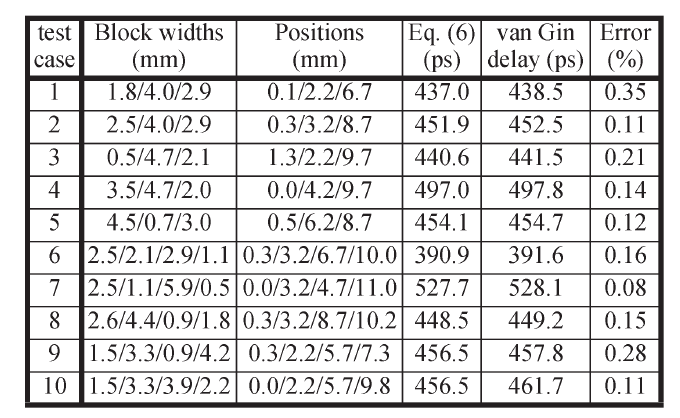 test case Block widths (mm) Positions (mm) Eq. (6) (ps) van Gin delay (ps) Error (%)
1 1.8/4.0/2.9 0.1/2.2/6.7 437.0 438.5 0.35
2 2.5/4.0/2.9 0.3/3.2/8.7 451.9 452.5 0.11
3 0.5/4.7/2.1 1.3/2.2/9.7 440.6 441.5 0.21
4 3.5/4.7/2.0 0.0/4.2/9.7 497.0 497.8 0.14
5 4.5/0.7/3.0 0.5/6.2/8.7 454.1 454.7 0.12
6 2.5/2.1/2.9/1.1 0.3/3.2/6.7/10.0 390.9 391.6 0.16
7 2.5/1.1/5.9/0.5 0.0/3.2/4.7/11.0 527.7 528.1 0.08
8 2.6/4.4/0.9/1.8 0.3/3.2/8.7/10.2 448.5 449.2 0.15
9 1.5/3.3/0.9/4.2 0.3/2.2/5.7/7.3 456.5 457.8 0.28
10 1.5/3.3/3.9/2.2 0.0/2.2/5.7/9.8 456.5 461.7 0.11